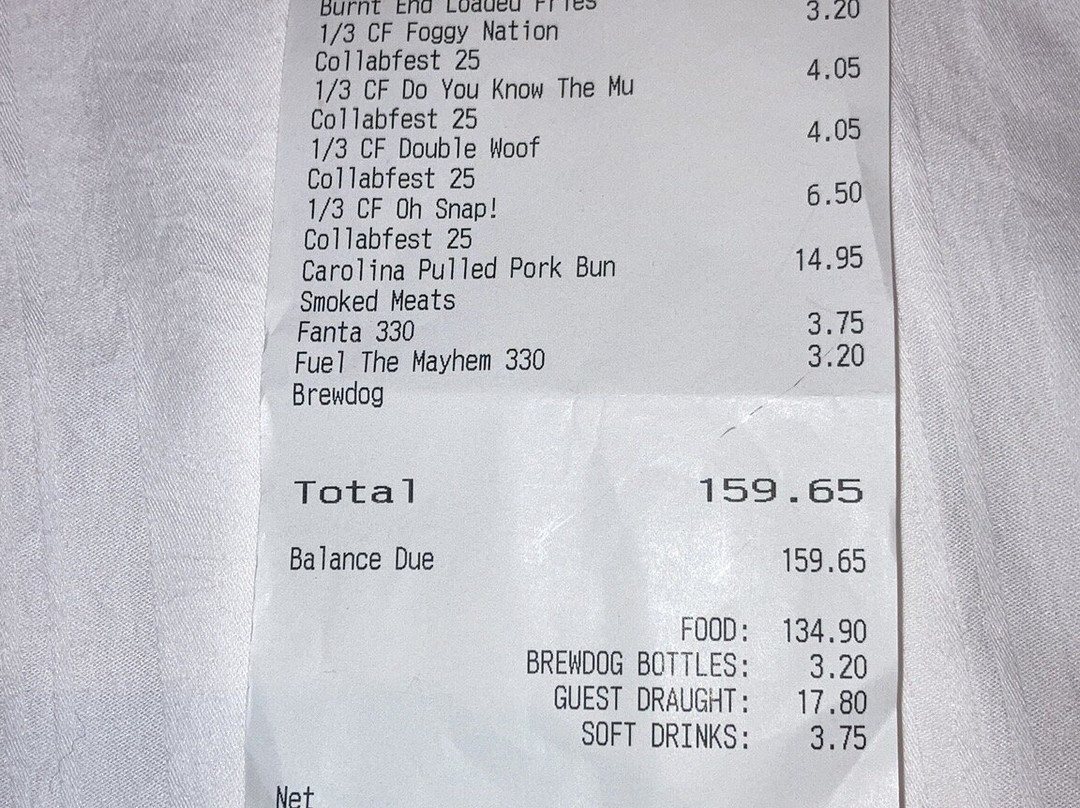 Burnt End Loaded Fries
1/3 CF Foggy Nation 3.20
Collabfest 25
1/3 CF Do You Know The Mu 4.05
Collabfest 25
1/3 CF Double Woof 4.05
Collabfest 25
1/3 CF Oh Snap! 6.50
Collabfest 25
Carolina Pulled Pork Bun 14.95
Smoked Meats
Fanta 330 3.75
Fuel The Mayhem 330 3.20
Brewdog
Total 159.65
Balance Due 159.65
FOOD: 134.90
BREWDOG BOTTLES: 3.20
GUEST DRAUGHT: 17.80
SOFT DRINKS: 3.75
Net